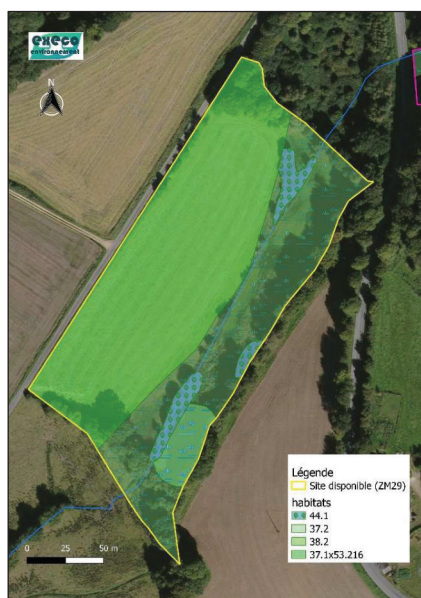 execo
environnement
N
Légende
Site disponible (ZM29)
habitats
44.1
37.2
38.2
37.1x53.216
0 25 50 m